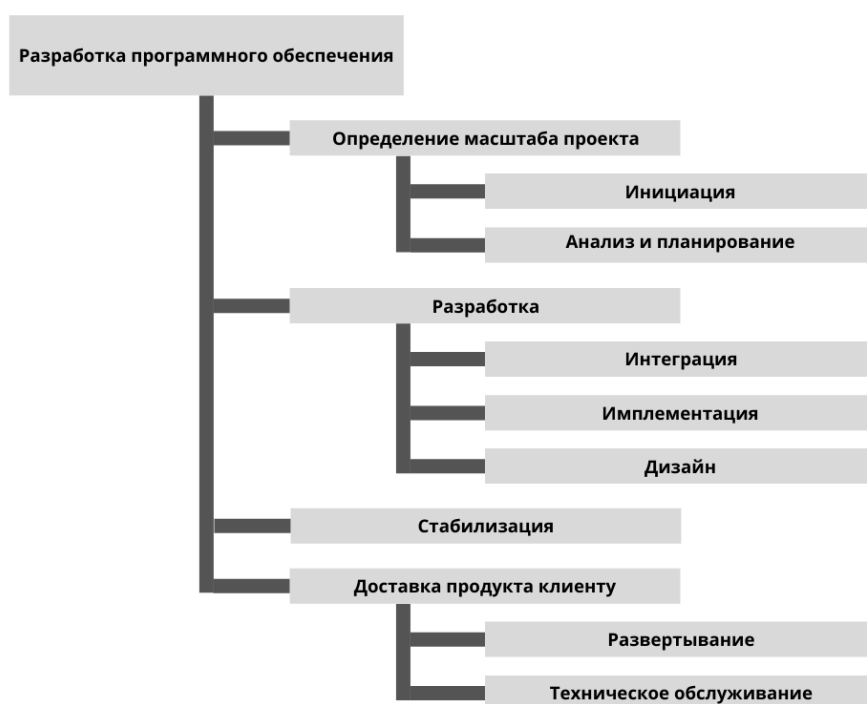 Разработка программного обеспечения
Определение масштаба проекта
Инициация
Анализ и планирование
Разработка
Интеграция
Имплементация
Дизайн
Стабилизация
Доставка продукта клиенту
Развертывание
Техническое обслуживание